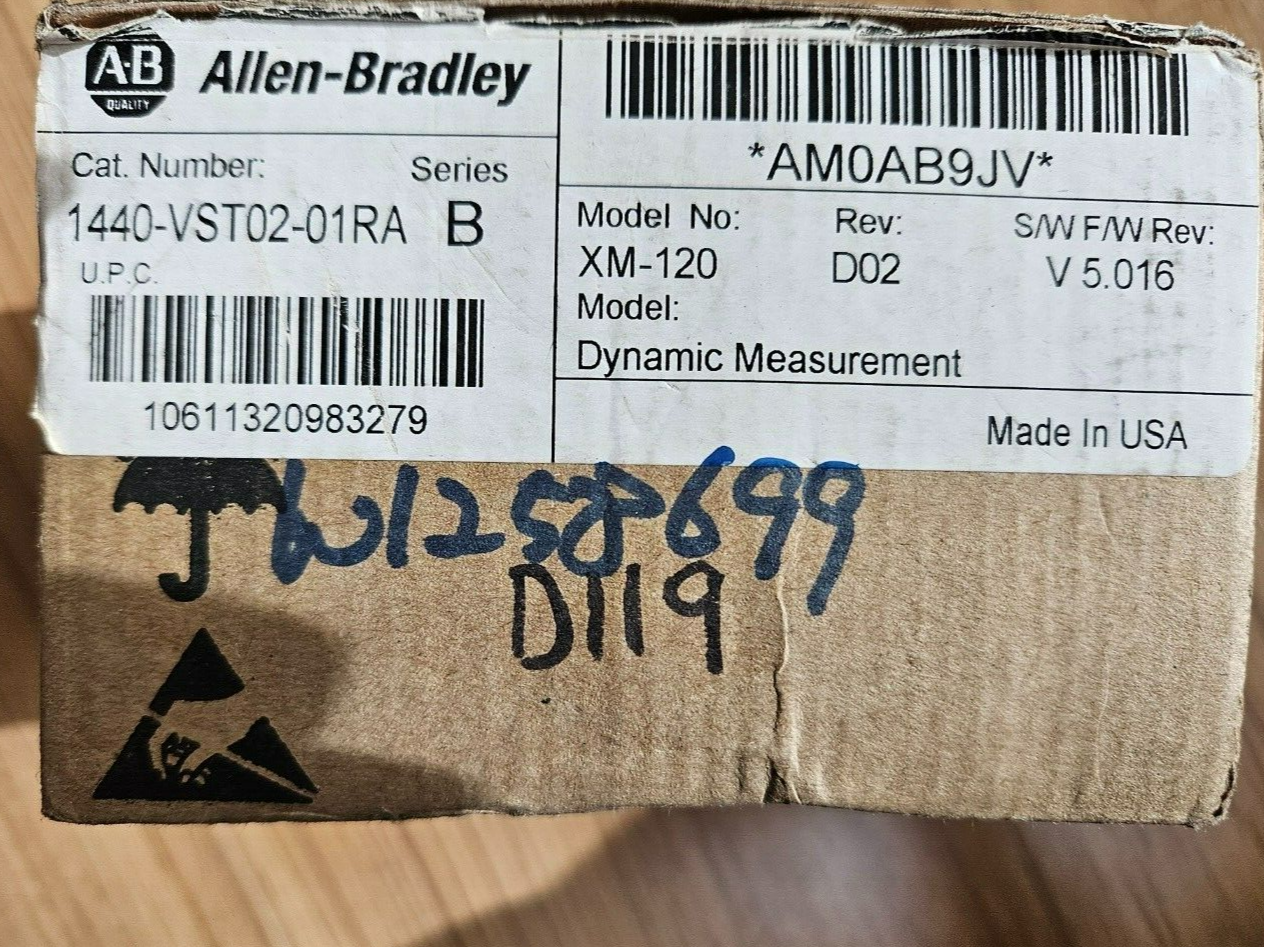 A-B
QUALITY
Allen-Bradley
Cat. Number: Series
1440-VST02-01RA B
U.P.C.
10611320983279
*AM0AB9JV*
Model No: Rev: S/W F/W Rev:
XM-120 D02 V 5.016
Model:
Dynamic Measurement
Made In USA
W1258699
D119